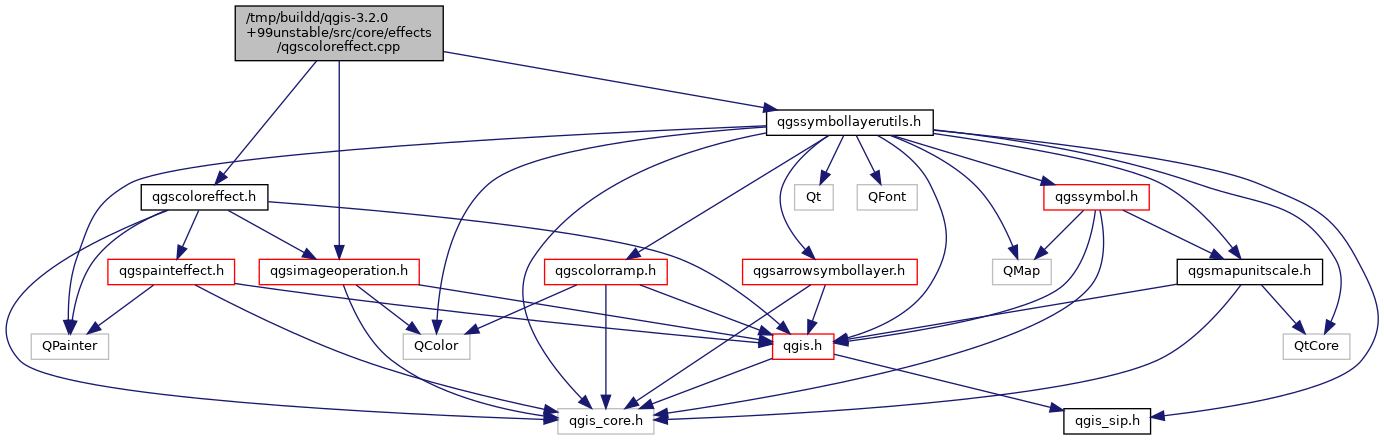 /tmp/buildd/qgis-3.2.0
+99unstable/src/core/effects
/qgscoloreffect.cpp
qgssymbollayerutils.h
qgscoloreffect.h
Qt
QFont
qgssymbol.h
qgspainteffect.h
qgsimageoperation.h
qgscolorramp.h
qgsarrowsymbollayer.h
QMap
qgsmapunitscale.h
QPainter
QColor
qgis.h
QtCore
qgis_core.h
qgis_sip.h